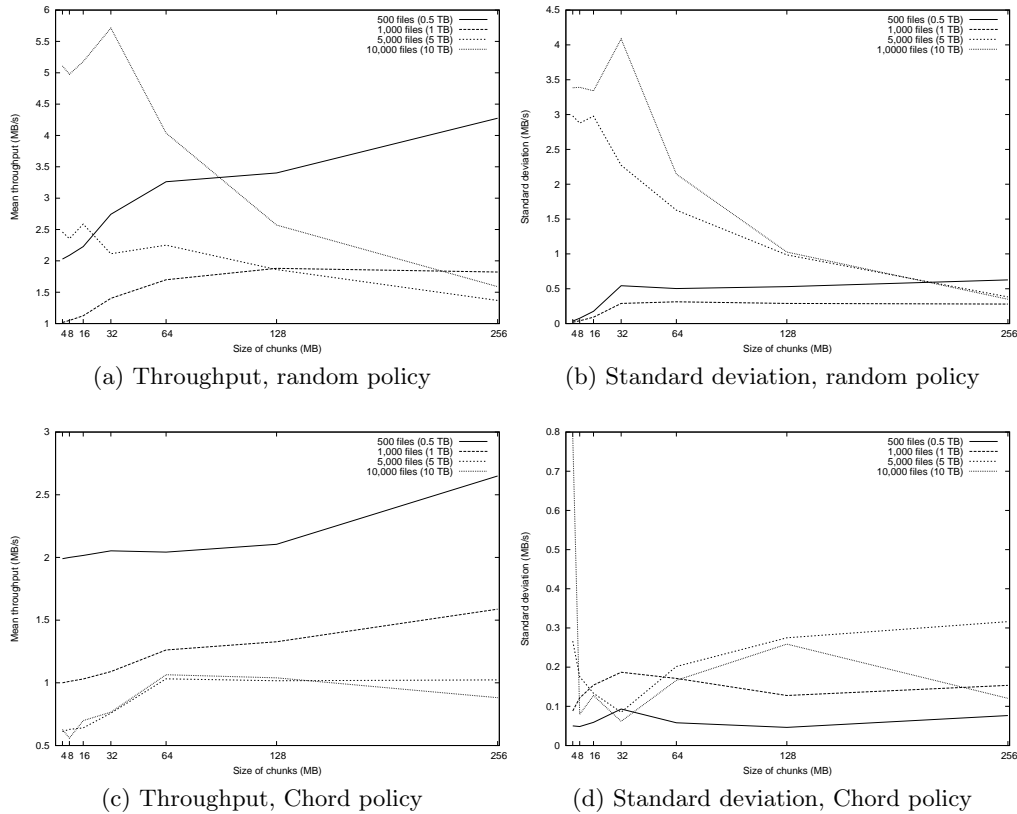 6
5.5
5
4.5
4
3.5
3
2.5
2
1.5
1
Mean throughput (MB/s)
4 8 16 32 64 128 256
Size of chunks (MB)
500 files (0.5 TB)
1,000 files (1 TB)
5,000 files (5 TB)
10,000 files (10 TB)
(a) Throughput, random policy
4.5
4
3.5
3
2.5
2
1.5
1
0.5
0
Standard deviation (MB/s)
4 8 16 32 64 128 256
Size of chunks (MB)
500 files (0.5 TB)
1,000 files (1 TB)
5,000 files (5 TB)
1,0000 files (10 TB)
(b) Standard deviation, random policy
3
2.5
2
1.5
1
0.5
Mean throughput (MB/s)
4 8 16 32 64 128 256
Size of chunks (MB)
500 files (0.5 TB)
1,000 files (1 TB)
5,000 files (5 TB)
10,000 files (10 TB)
(c) Throughput, Chord policy
0.8
0.7
0.6
0.5
0.4
0.3
0.2
0.1
0
Standard deviation (MB/s)
4 8 16 32 64 128 256
Size of chunks (MB)
500 files (0.5 TB)
1,000 files (1 TB)
5,000 files (5 TB)
10,000 files (10 TB)
(d) Standard deviation, Chord policy